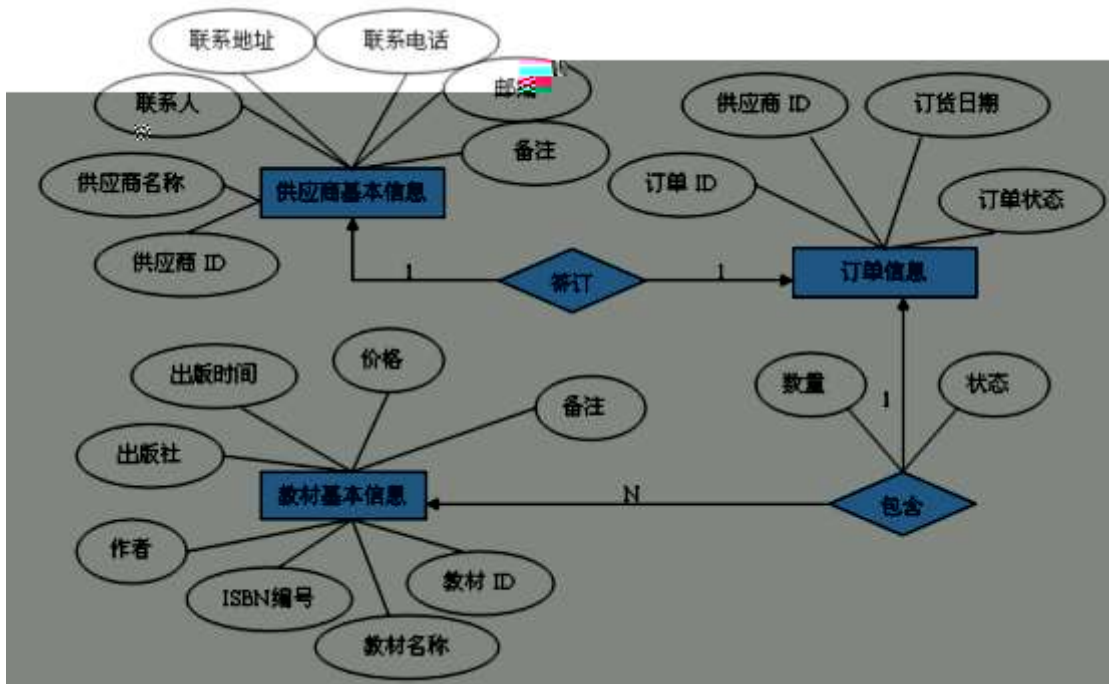 联系地址
联系电话
联系人
备注
供应商名称
供应商基本信息
供应商 ID
供应商 ID
订货日期
订单 ID
订单状态
订单信息
1
签订
1
出版时间
价格
备注
出版社
教材基本信息
作者
ISBN编号
教材 ID
教材名称
数量
状态
1
N
包含